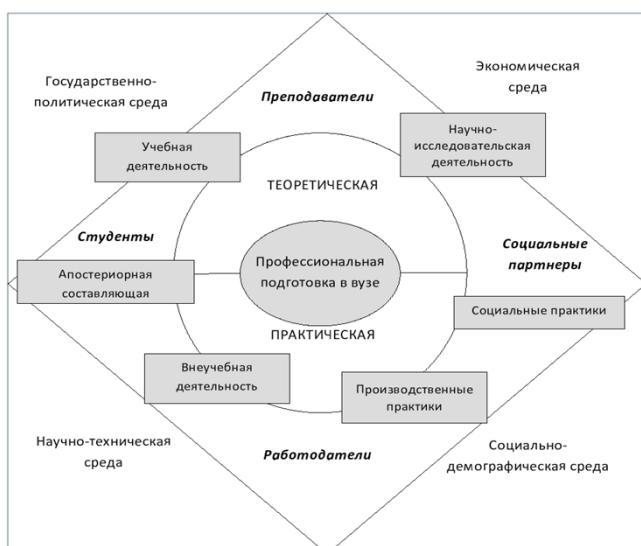 Государственно-
политическая среда
Экономическая
среда
Преподаватели
Учебная
деятельность
Научно-
исследовательская
деятельность
ТЕОРЕТИЧЕСКАЯ
Студенты
Социальные
партнеры
Профессиональная
подготовка в вузе
Апостериорная
составляющая
Социальные практики
ПРАКТИЧЕСКАЯ
Внеучебная
деятельность
Производственные
практики
Научно-техническая
среда
Работодатели
Социально-
демографическая среда